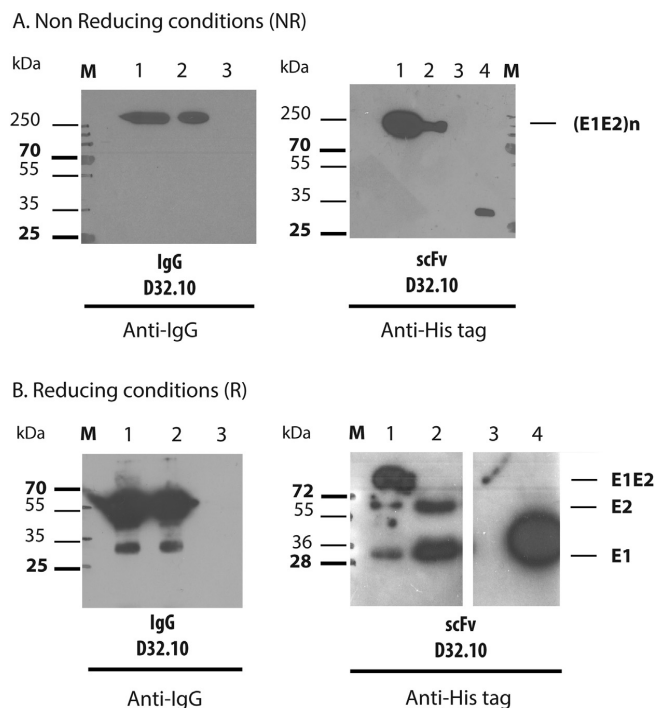 A. Non Reducing conditions (NR)
kDa M 1 2 3
250
70
55
35
25
IgG
D32.10
Anti-IgG
kDa 1 2 3 4 M
250
70
55
35
25
(E1E2)n
scFv
D32.10
Anti-His tag
B. Reducing conditions (R)
kDa M 1 2 3
70
55
35
25
IgG
D32.10
Anti-IgG
kDa M 1 2 3 4
72
55
36
28
E1E2
E2
E1
scFv
D32.10
Anti-His tag